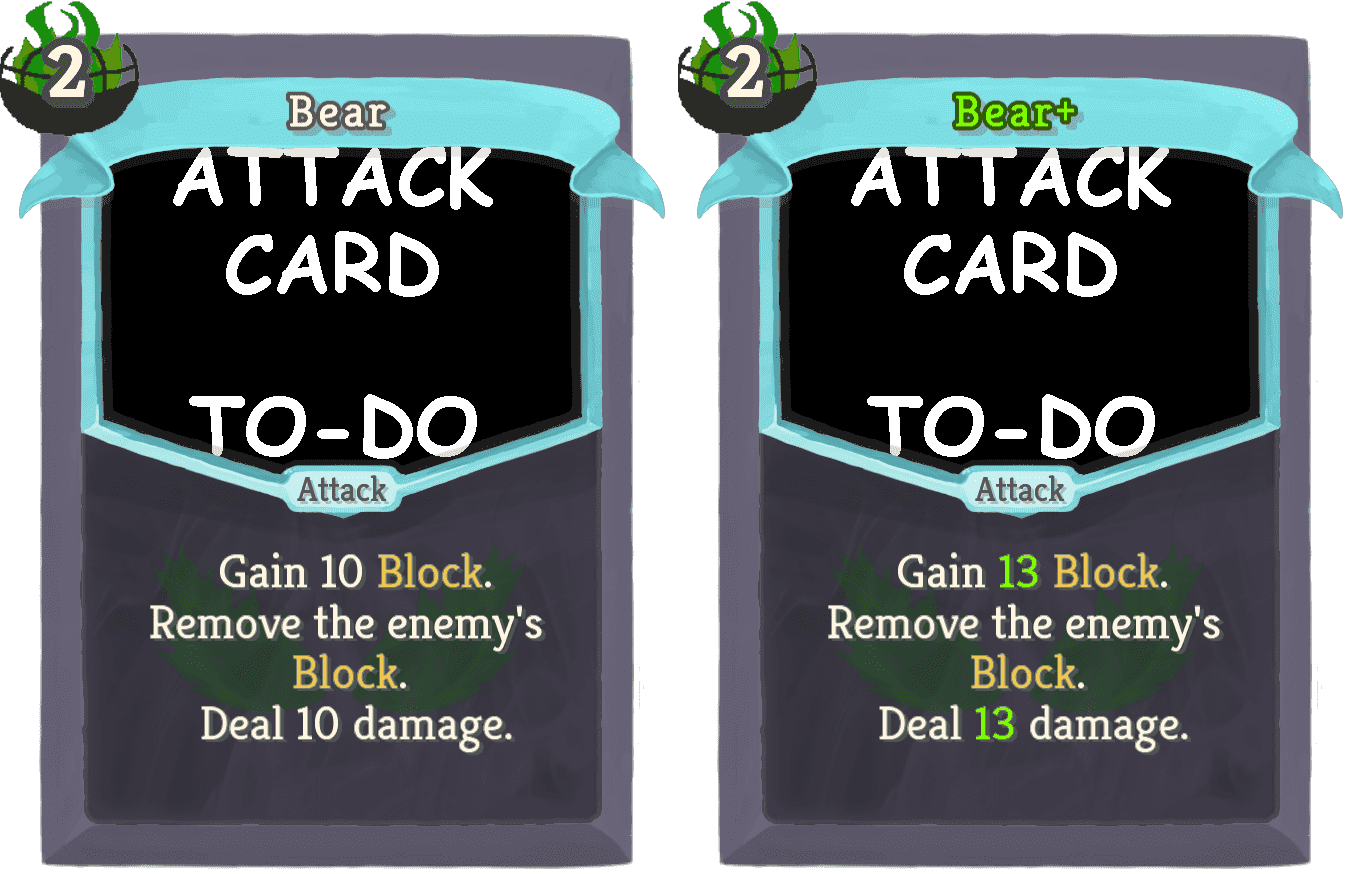 2
Bear
ATTACK
CARD
TO-DO
Attack
Gain 10 Block.
Remove the enemy's
Block.
Deal 10 damage.
2
Bear+
ATTACK
CARD
TO-DO
Attack
Gain 13 Block.
Remove the enemy's
Block.
Deal 13 damage.